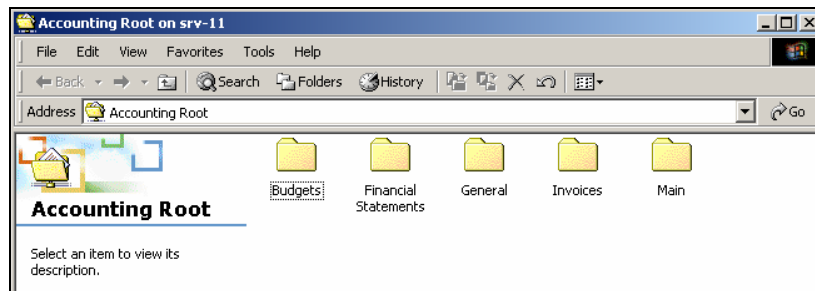 Accounting Root on srv-11
File Edit View Favorites Tools Help
Back Search Folders History
Address Accounting Root Go
Budgets Financial Statements General Invoices Main
Accounting Root
Select an item to view its
description.